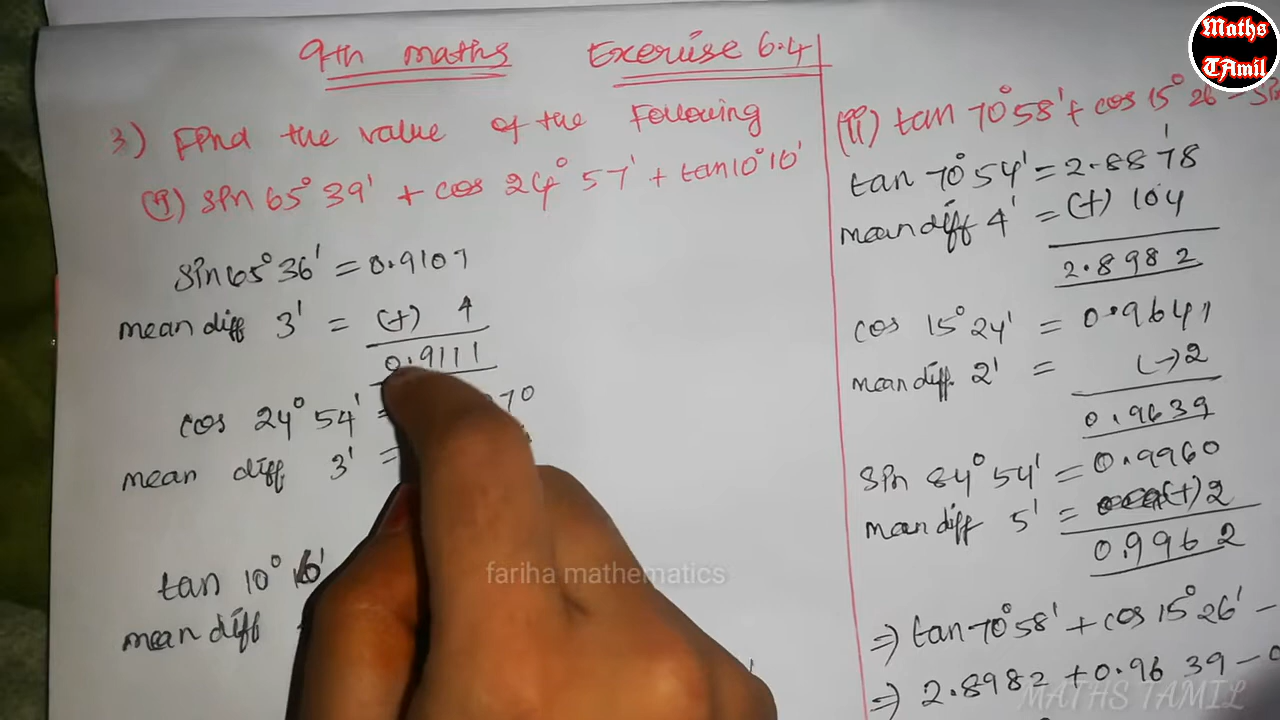 9th maths Exercise 6.4
3) Find the value of the Following
(i) sin 65° 39' + cos 24° 57' + tan 10° 10'
sin 65° 36' = 0.9107
mean diff 3' = (+) 4
0.9111
cos 24° 54' =
mean diff 3' =
tan 10°
mean diff
(ii) tan 70° 58' + cos 15° 26' -
tan 70° 54' = 2.8878
mean diff 4' = (+) 104
2.8982
cos 15° 24' = 0.9641
mean diff. 2' = (-) 2
0.9639
sin 84° 54' = 0.9960
mean diff 5' = (+) 2
0.9962
⇒ tan 70° 58' + cos 15° 26' -
⇒ 2.8982 + 0.9639 -
Maths
TAmil
fariha mathematics
MATHS TAMIL